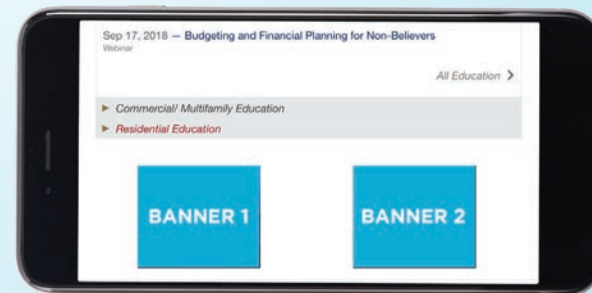 Sep 17, 2018 — Budgeting and Financial Planning for Non-Believers
Webinar
All Education ❯
► Commercial/ Multifamily Education
► Residential Education
BANNER 1
BANNER 2